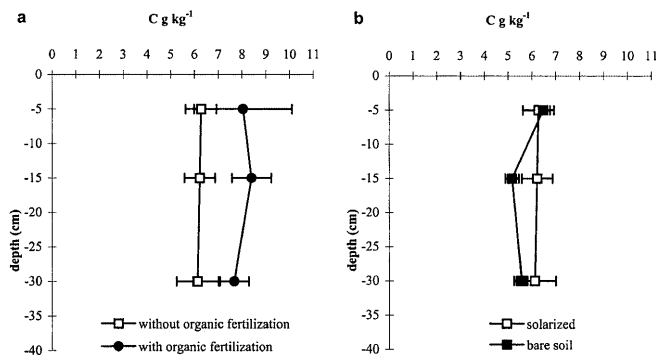 a
C g kg-1
0 1 2 3 4 5 6 7 8 9 10 11
0
-5
-10
-15
-20
-25
-30
-35
-40
depth (cm)
without organic fertilization
with organic fertilization
b
C g kg-1
0 1 2 3 4 5 6 7 8 9 10 11
0
-5
-10
-15
-20
-25
-30
-35
-40
depth (cm)
solarized
bare soil